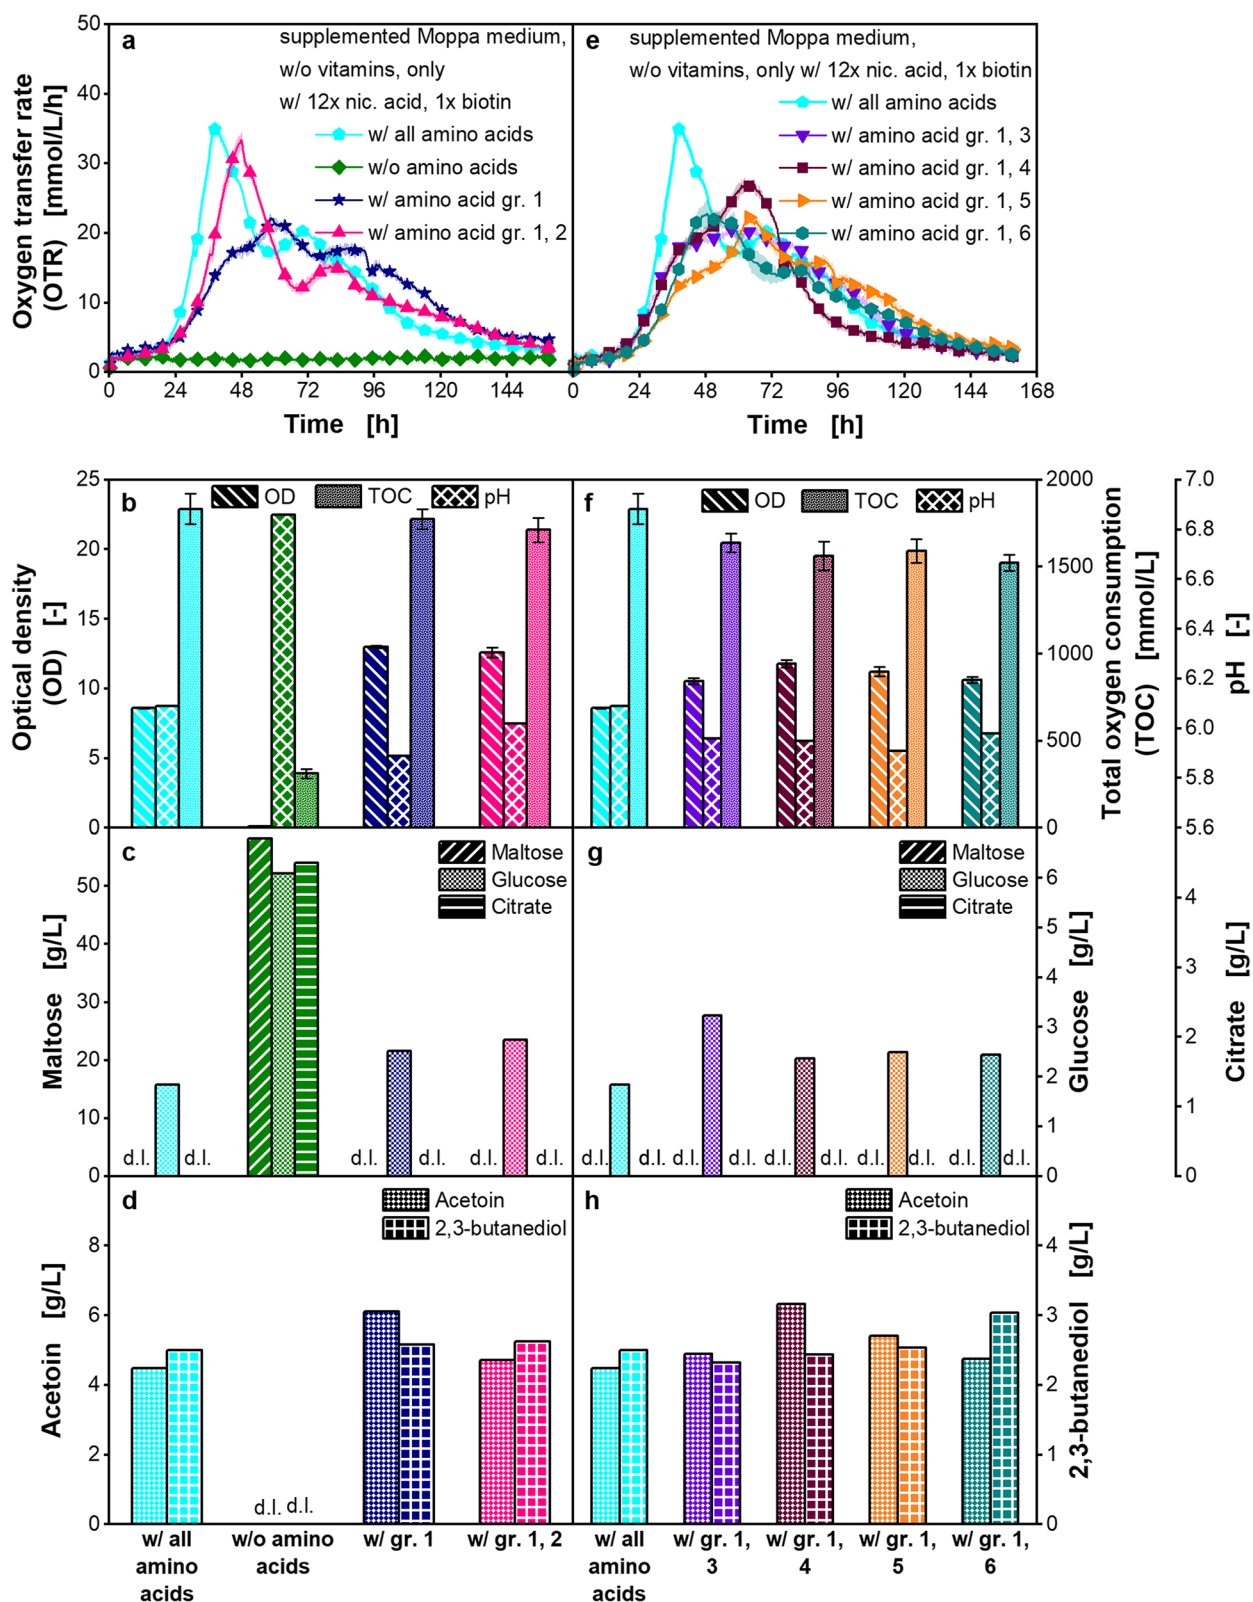 a
supplemented Moppa medium,
w/o vitamins, only
w/ 12x nic. acid, 1x biotin
w/ all amino acids
w/o amino acids
w/ amino acid gr. 1
w/ amino acid gr. 1, 2
Oxygen transfer rate
(OTR) [mmol/L/h]
50
40
30
20
10
0
0 24 48 72 96 120 144
Time [h]
e
supplemented Moppa medium,
w/o vitamins, only w/ 12x nic. acid, 1x biotin
w/ all amino acids
w/ amino acid gr. 1, 3
w/ amino acid gr. 1, 4
w/ amino acid gr. 1, 5
w/ amino acid gr. 1, 6
0 24 48 72 96 120 144 168
Time [h]
b
OD TOC pH
Optical density
(OD) [-]
25
20
15
10
5
0
f
OD TOC pH
2000
1500
1000
500
0
Total oxygen consumption
(TOC) [mmol/L]
7.0
6.8
6.6
6.4
6.2
6.0
5.8
5.6
pH [-]
c
Maltose
Glucose
Citrate
Maltose [g/L]
50
40
30
20
10
0
d.l. d.l. d.l. d.l. d.l. d.l.
g
Maltose
Glucose
Citrate
d.l. d.l. d.l. d.l. d.l. d.l. d.l. d.l. d.l. d.l.
6
5
4
3
2
1
0
Glucose [g/L]
4
3
2
1
0
Citrate [g/L]
d
Acetoin
2,3-butanediol
Acetoin [g/L]
8
6
4
2
0
d.l. d.l.
w/ all
amino
acids
w/o amino
acids
w/ gr. 1
w/ gr. 1, 2
h
Acetoin
2,3-butanediol
4
3
2
1
0
2,3-butanediol [g/L]
w/ all
amino
acids
w/ gr. 1,
3
w/ gr. 1,
4
w/ gr. 1,
5
w/ gr. 1,
6